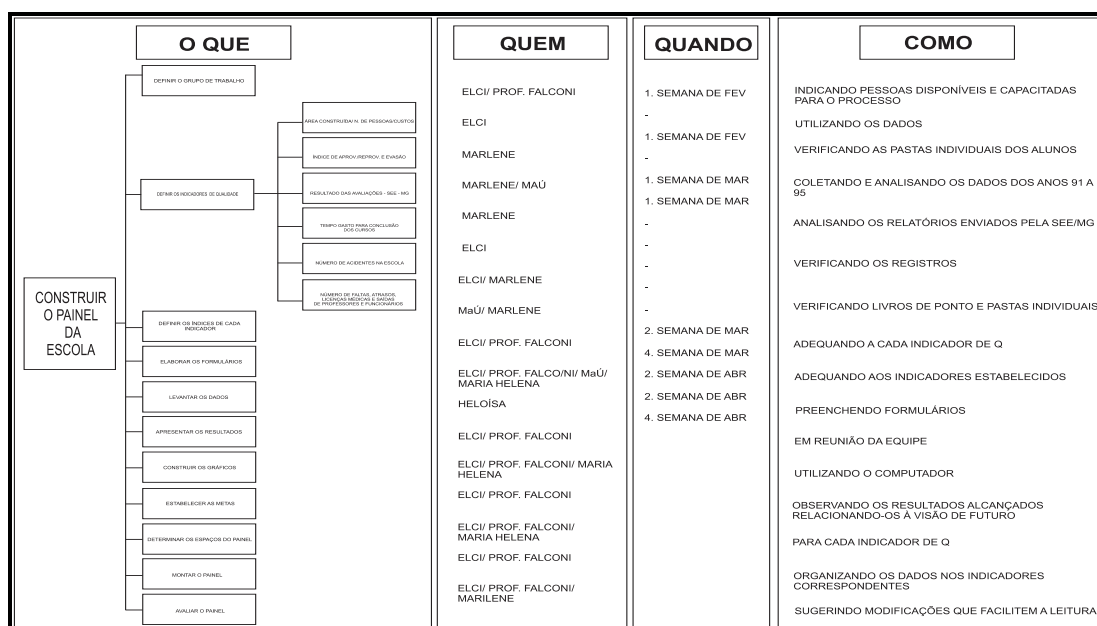 O QUE
DEFINIR O GRUPO DE TRABALHO
ÁREA CONSTRUÍDA/ N. DE PESSOAS/CUSTOS
ÍNDICE DE APROV./REPROV. E EVASÃO
DEFINIR OS INDICADORES DE QUALIDADE
RESULTADO DAS AVALIAÇÕES - SEE - MG
TEMPO GASTO PARA CONCLUSÃO
DOS CURSOS
NÚMERO DE ACIDENTES NA ESCOLA
NÚMERO DE FALTAS, ATRASOS,
LICENÇAS MÉDICAS E SAÍDAS
DE PROFESSORES E FUNCIONÁRIOS
CONSTRUIR
O PAINEL
DA
ESCOLA
DEFINIR OS ÍNDICES DE CADA
INDICADOR
ELABORAR OS FORMULÁRIOS
LEVANTAR OS DADOS
APRESENTAR OS RESULTADOS
CONSTRUIR OS GRÁFICOS
ESTABELECER AS METAS
DETERMINAR OS ESPAÇOS DO PAINEL
MONTAR O PAINEL
AVALIAR O PAINEL
QUEM
ELCI/ PROF. FALCONI
ELCI
MARLENE
MARLENE/ MAÚ
MARLENE
ELCI
ELCI/ MARLENE
MaÚ/ MARLENE
ELCI/ PROF. FALCONI
ELCI/ PROF. FALCO/NI/ MaÚ/
MARIA HELENA
HELOÍSA
ELCI/ PROF. FALCONI
ELCI/ PROF. FALCONI/ MARIA
HELENA
ELCI/ PROF. FALCONI
ELCI/ PROF. FALCONI/
MARIA HELENA
ELCI/ PROF. FALCONI
ELCI/ PROF. FALCONI/
MARILENE
QUANDO
1. SEMANA DE FEV
-
1. SEMANA DE FEV
-
1. SEMANA DE MAR
1. SEMANA DE MAR
-
-
-
-
-
2. SEMANA DE MAR
4. SEMANA DE MAR
2. SEMANA DE ABR
2. SEMANA DE ABR
4. SEMANA DE ABR
COMO
INDICANDO PESSOAS DISPONÍVEIS E CAPACITADAS
PARA O PROCESSO
UTILIZANDO OS DADOS
VERIFICANDO AS PASTAS INDIVIDUAIS DOS ALUNOS
COLETANDO E ANALISANDO OS DADOS DOS ANOS 91 A
95
ANALISANDO OS RELATÓRIOS ENVIADOS PELA SEE/MG
VERIFICANDO OS REGISTROS
VERIFICANDO LIVROS DE PONTO E PASTAS INDIVIDUAIS
ADEQUANDO A CADA INDICADOR DE Q
ADEQUANDO AOS INDICADORES ESTABELECIDOS
PREENCHENDO FORMULÁRIOS
EM REUNIÃO DA EQUIPE
UTILIZANDO O COMPUTADOR
OBSERVANDO OS RESULTADOS ALCANÇADOS
RELACIONANDO-OS À VISÃO DE FUTURO
PARA CADA INDICADOR DE Q
ORGANIZANDO OS DADOS NOS INDICADORES
CORRESPONDENTES
SUGERINDO MODIFICAÇÕES QUE FACILITEM A LEITURA